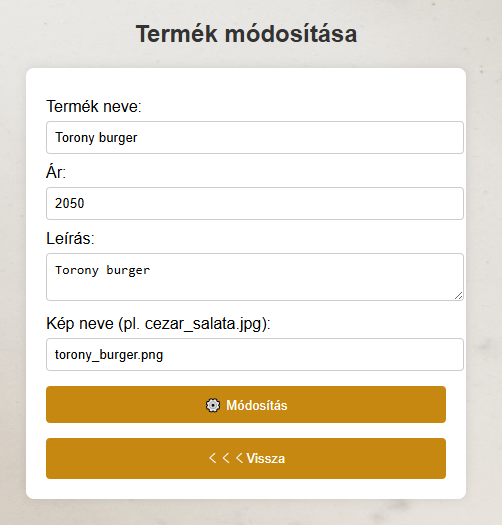 Termék módosítása
Termék neve:
Torony burger
Ár:
2050
Leírás:
Torony burger
Kép neve (pl. cezar_salata.jpg):
torony_burger.png
Módosítás
< < < Vissza